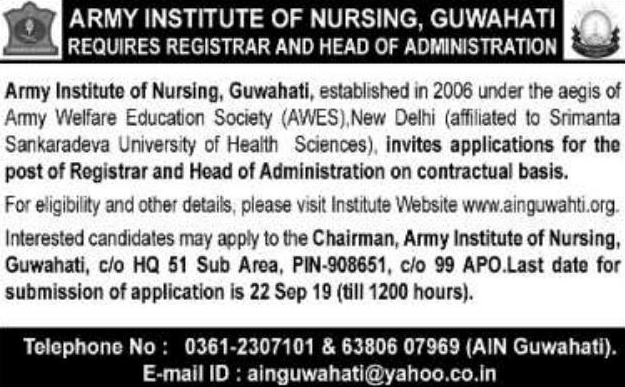 ARMY INSTITUTE OF NURSING, GUWAHATI
REQUIRES REGISTRAR AND HEAD OF ADMINISTRATION
Army Institute of Nursing, Guwahati, established in 2006 under the aegis of
Army Welfare Education Society (AWES),New Delhi (affiliated to Srimanta
Sankaradeva University of Health Sciences), invites applications for the
post of Registrar and Head of Administration on contractual basis.
For eligibility and other details, please visit Institute Website www.ainguwahti.org.
Interested candidates may apply to the Chairman, Army Institute of Nursing,
Guwahati, c/o HQ 51 Sub Area, PIN-908651, c/o 99 APO.Last date for
submission of application is 22 Sep 19 (till 1200 hours).
Telephone No : 0361-2307101 & 63806 07969 (AIN Guwahati).
E-mail ID : ainguwahati@yahoo.co.in